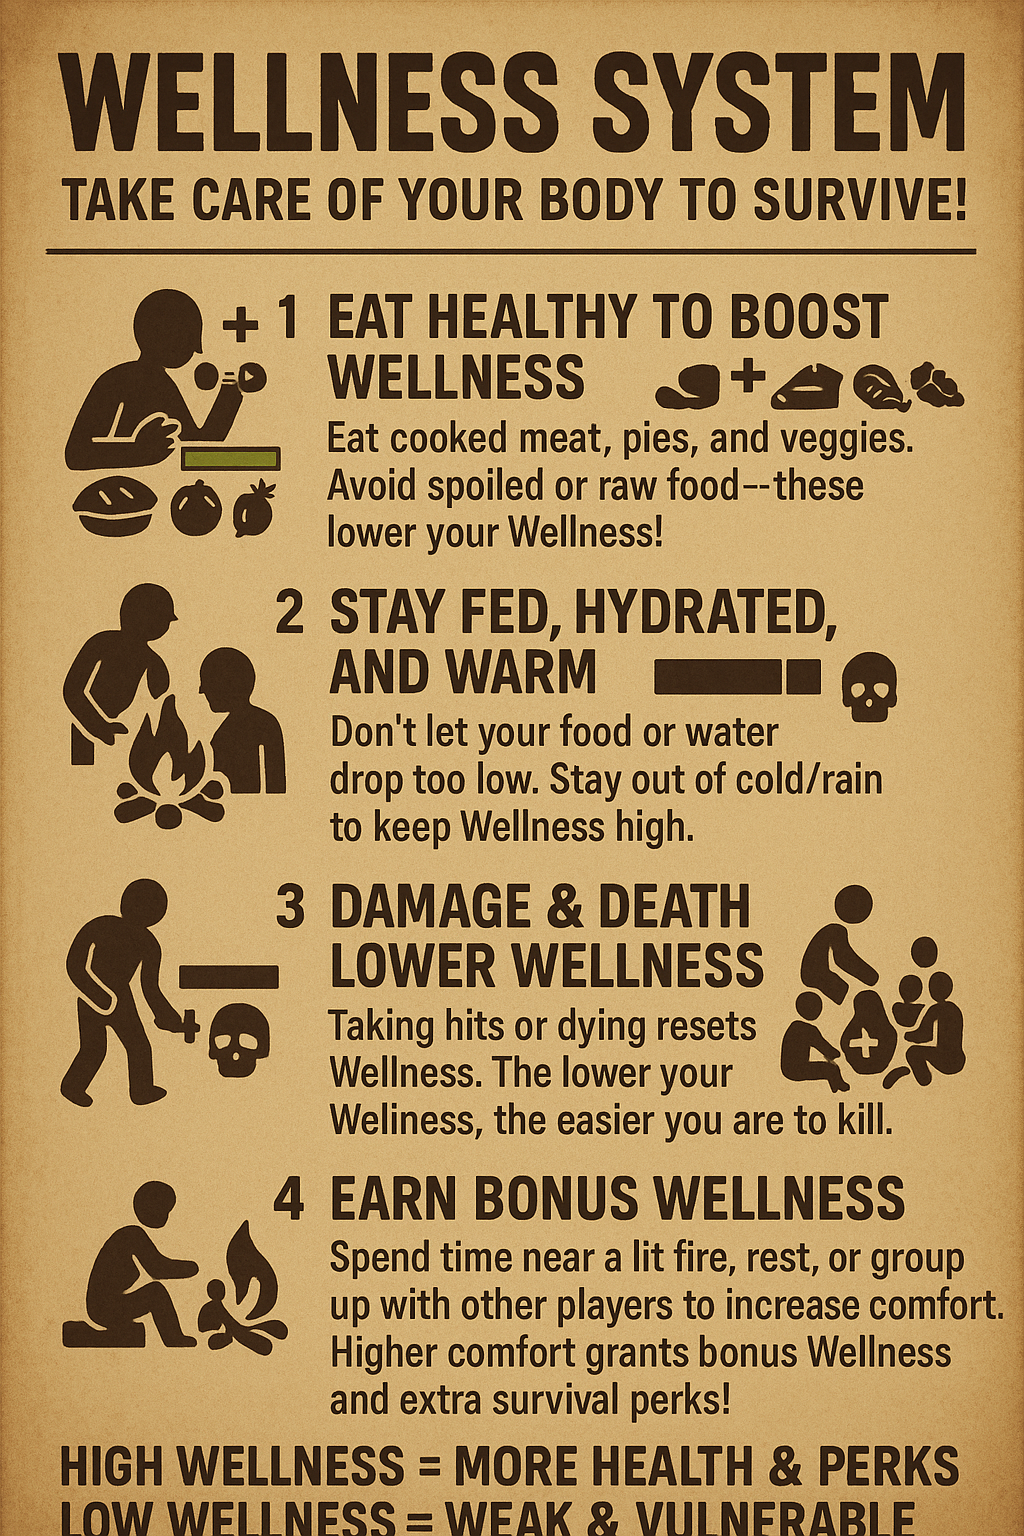 WELLNESS SYSTEM
TAKE CARE OF YOUR BODY TO SURVIVE!
1 EAT HEALTHY TO BOOST
WELLNESS
Eat cooked meat, pies, and veggies.
Avoid spoiled or raw food--these
lower your Wellness!
2 STAY FED, HYDRATED,
AND WARM
Don't let your food or water
drop too low. Stay out of cold/rain
to keep Wellness high.
3 DAMAGE & DEATH
LOWER WELLNESS
Taking hits or dying resets
Wellness. The lower your
Weliness, the easier you are to kill.
4 EARN BONUS WELLNESS
Spend time near a lit fire, rest, or group
up with other players to increase comfort.
Higher comfort grants bonus Wellness
and extra survival perks!
HIGH WELLNESS = MORE HEALTH & PERKS
LOW WELLNESS = WEAK & VULNERABLE